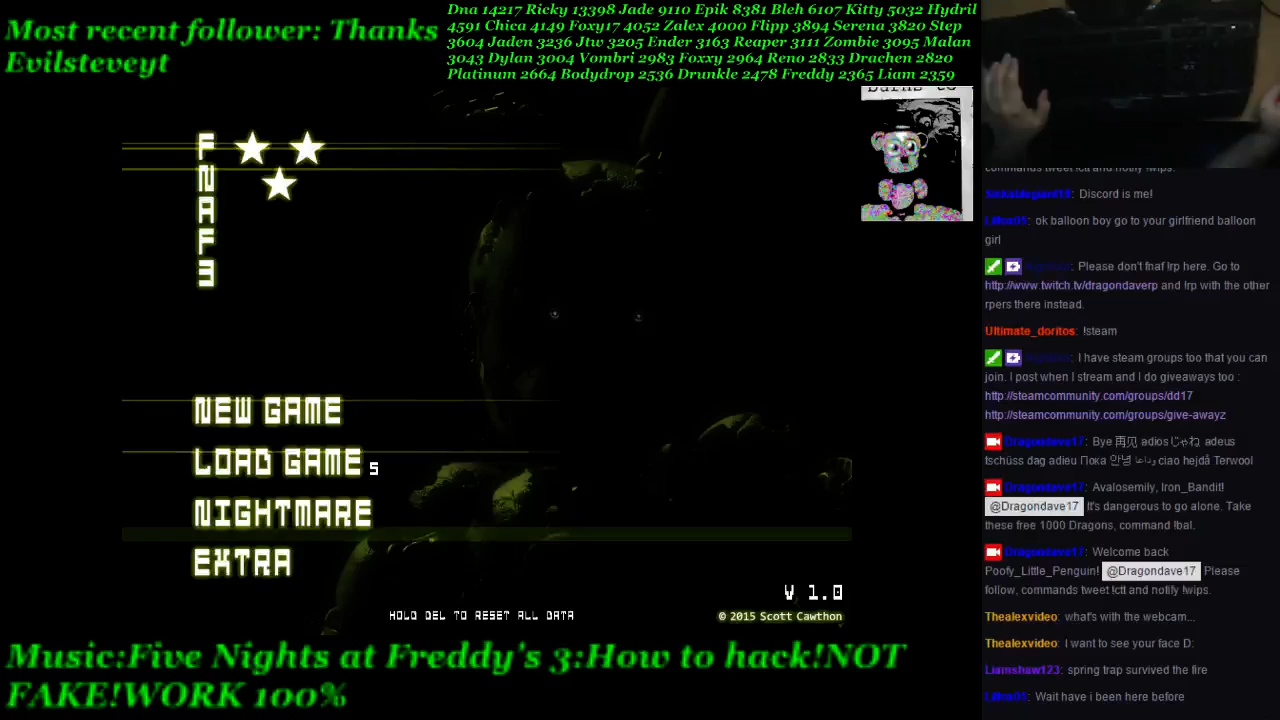 Most recent follower: Thanks
Evilsteveyt
Dna 14217 Ricky 13398 Jade 9110 Epik 8381 Bleh 6107 Kitty 5032 Hydril
4591 Chica 4149 Foxy17 4052 Zalex 4000 Flipp 3894 Serena 3820 Step
3604 Jaden 3236 Jtw 3205 Ender 3163 Reaper 3111 Zombie 3095 Malan
3043 Dylan 3004 Vombri 2983 Foxxy 2964 Reno 2833 Drachen 2820
Platinum 2664 Bodydrop 2536 Drunkle 2478 Freddy 2365 Liam 2359
FNAF3
NEW GAME
LOAD GAME 5
NIGHTMARE
EXTRA
V 1.0
HOLD DEL TO RESET ALL DATA
© 2015 Scott Cawthon
Music:Five Nights at Freddy's 3:How to hack!NOT
FAKE!WORK 100%
commands tweet !ctt and notify !wips.
Discord is me!
ok balloon boy go to your girlfriend balloon
girl
Please don't fnaf !rp here. Go to
http://www.twitch.tv/dragondaverp and !rp with the other
rpers there instead.
Ultimate_doritos: !steam
I have steam groups too that you can
join. I post when I stream and I do giveaways too :
http://steamcommunity.com/groups/dd17
http://steamcommunity.com/groups/give-awayz
Dragondave17: Bye 再见 adios じゃね adeus
tschüss dag adieu Пока 안녕 وداعا ciao hejdå Terwool
Dragondave17: Avalosemily, Iron_Bandit!
@Dragondave17 It's dangerous to go alone. Take
these free 1000 Dragons, command !bal.
Dragondave17: Welcome back
Poofy_Little_Penguin! @Dragondave17 Please
follow, commands tweet !ctt and notify !wips.
Thealexvideo: what's with the webcam...
Thealexvideo: I want to see your face D:
Liamshaw123: spring trap survived the fire
Wait have i been here before